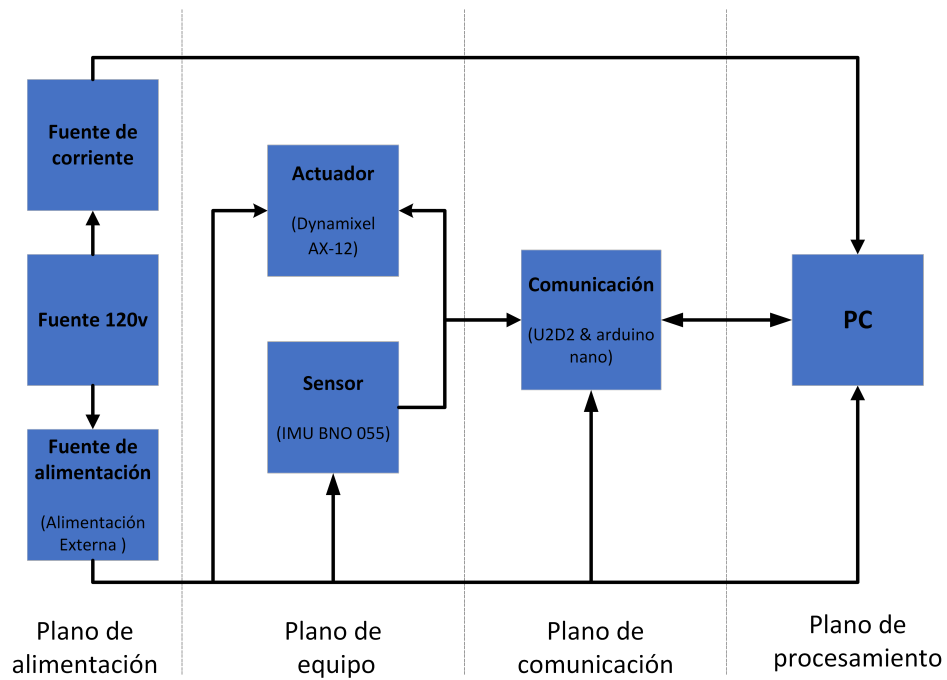 Fuente de
corriente
Fuente 120v
Fuente de
alimentación
(Alimentación
Externa )
Actuador
(Dynamixel
AX-12)
Sensor
(IMU BNO 055)
Comunicación
(U2D2 & arduino
nano)
PC
Plano de
alimentación
Plano de
equipo
Plano de
comunicación
Plano de
procesamiento